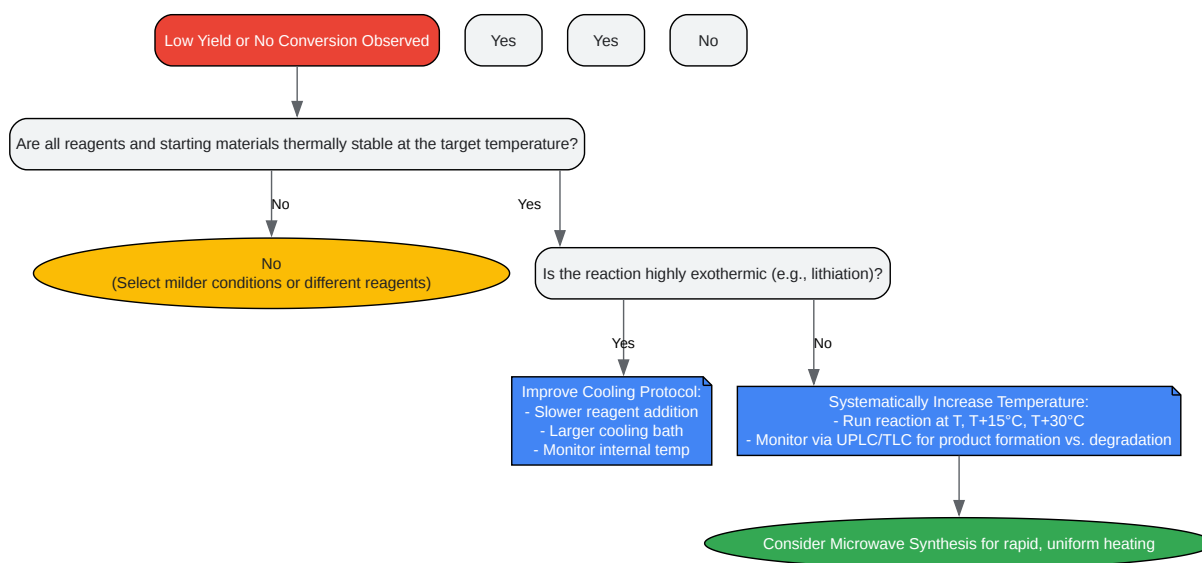 Low Yield or No Conversion Observed
Yes
Yes
No
Are all reagents and starting materials thermally stable at the target temperature?
No
Yes
No
(Select milder conditions or different reagents)
Is the reaction highly exothermic (e.g., lithiation)?
Yes
No
Improve Cooling Protocol:
- Slower reagent addition
- Larger cooling bath
- Monitor internal temp
Systematically Increase Temperature:
- Run reaction at T, T+15°C, T+30°C
- Monitor via UPLC/TLC for product formation vs. degradation
Consider Microwave Synthesis for rapid, uniform heating